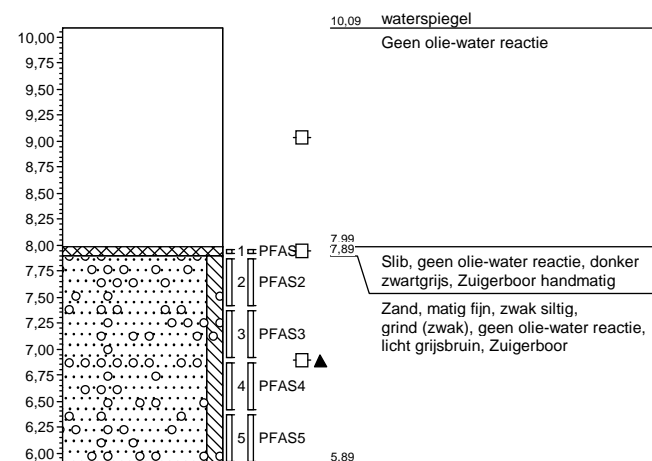 10,09 waterspiegel
Geen olie-water reactie
10,00
9,75
9,50
9,25
9,00
8,75
8,50
8,25
8,00
7,75
7,50
7,25
7,00
6,75
6,50
6,25
6,00
1 PFAS
2 PFAS2
3 PFAS3
4 PFAS4
5 PFAS5
7,99
7,89
Slib, geen olie-water reactie, donker
zwartgrijs, Zuigerboor handmatig
Zand, matig fijn, zwak siltig,
grind (zwak), geen olie-water reactie,
licht grijsbruin, Zuigerboor
5,89